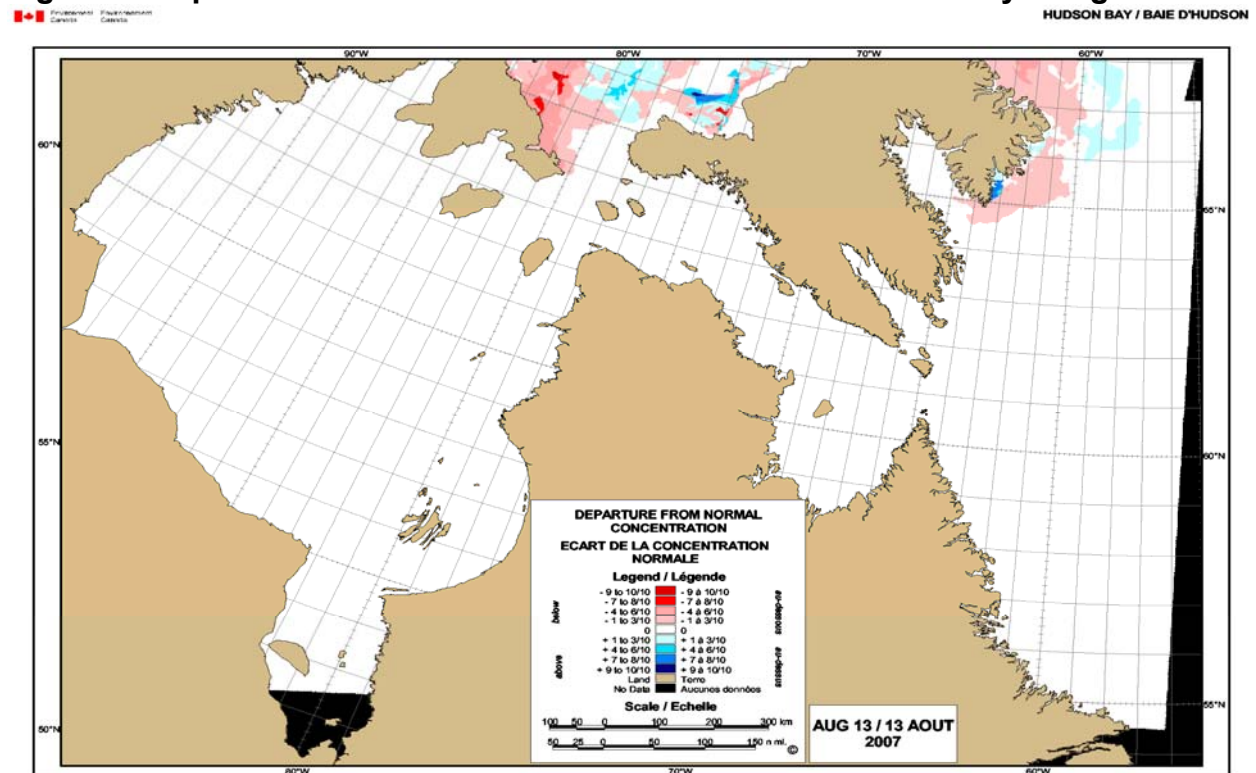 Environment Environnement
Canada Canada
HUDSON BAY / BAIE D'HUDSON
90°W 80°W 70°W 60°W
60°N
65°N
55°N
60°N
50°N
55°N
80°W 70°W 60°W
DEPARTURE FROM NORMAL
CONCENTRATION
ECART DE LA CONCENTRATION
NORMALE
Legend / Légende
below
au-dessous
- 9 to 10/10 - 9 à 10/10
- 7 to 8/10 - 7 à 8/10
- 4 to 6/10 - 4 à 6/10
- 1 to 3/10 - 1 à 3/10
0 0
above
au-dessus
+ 1 to 3/10 + 1 à 3/10
+ 4 to 6/10 + 4 à 6/10
+ 7 to 8/10 + 7 à 8/10
+ 9 to 10/10 + 9 à 10/10
Land Terre
No Data Aucunes données
Scale / Echelle
100 50 0 100 200 300 km
50 25 0 50 100 150 n mi.
©
AUG 13 / 13 AOUT
2007